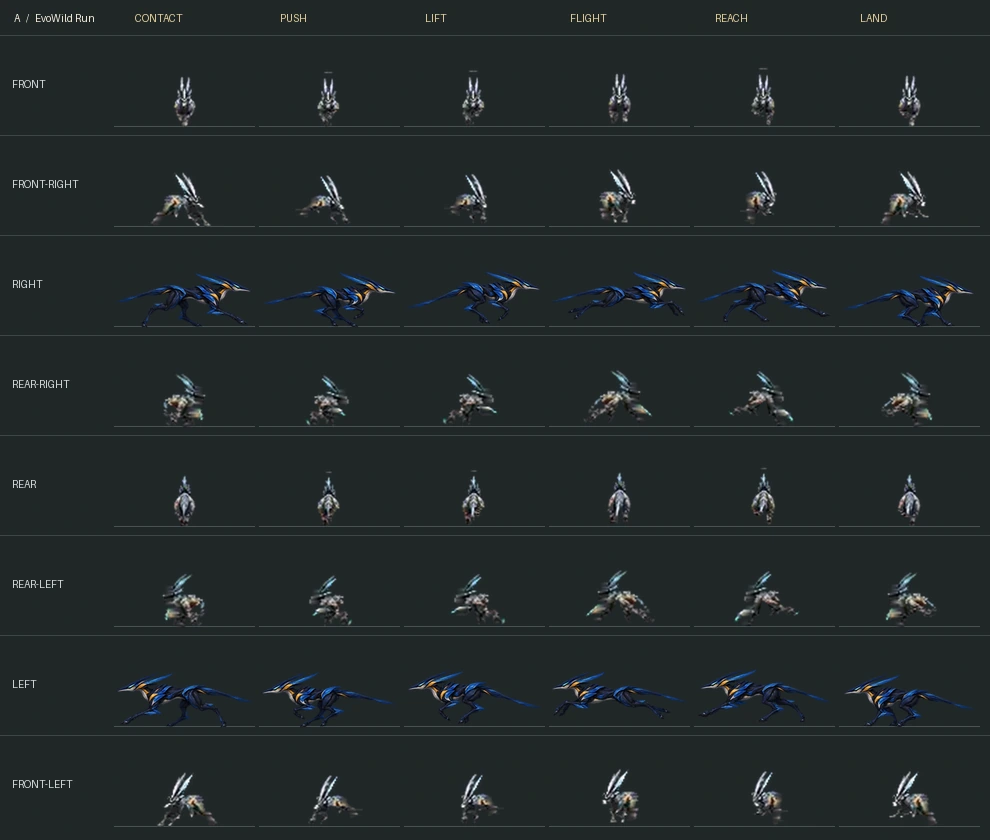 A / EvoWild Run CONTACT PUSH LIFT FLIGHT REACH LAND
FRONT
FRONT-RIGHT
RIGHT
REAR-RIGHT
REAR
REAR-LEFT
LEFT
FRONT-LEFT